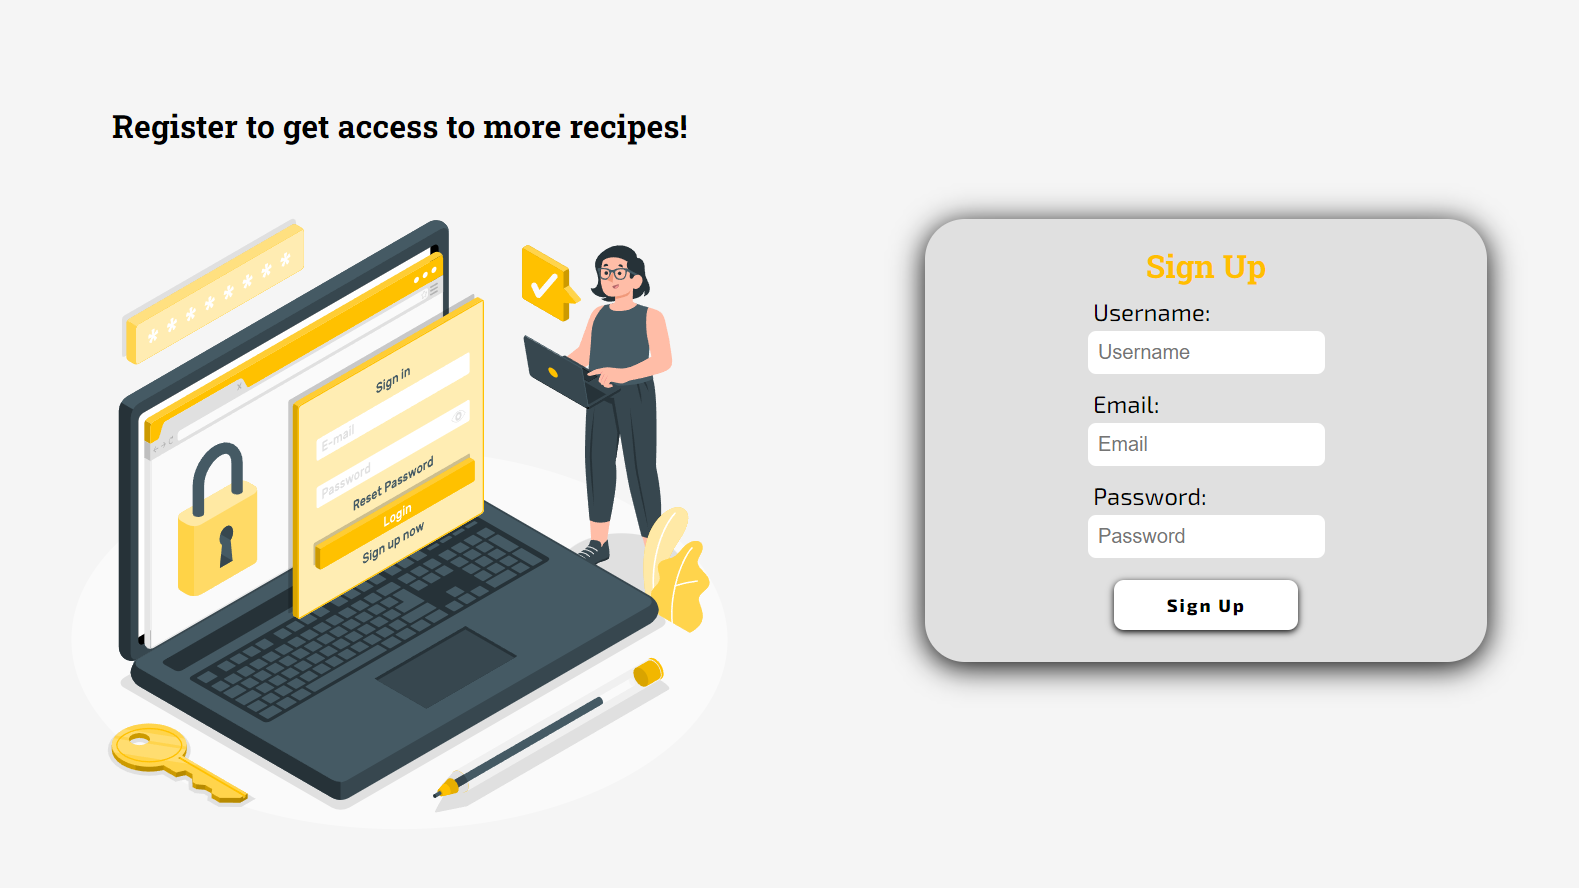 Register to get access to more recipes!
* * * * * * * *
Sign in
E-mail
Password
Reset Password
Login
Sign up now
Sign Up
Username:
Username
Email:
Email
Password:
Password
Sign Up